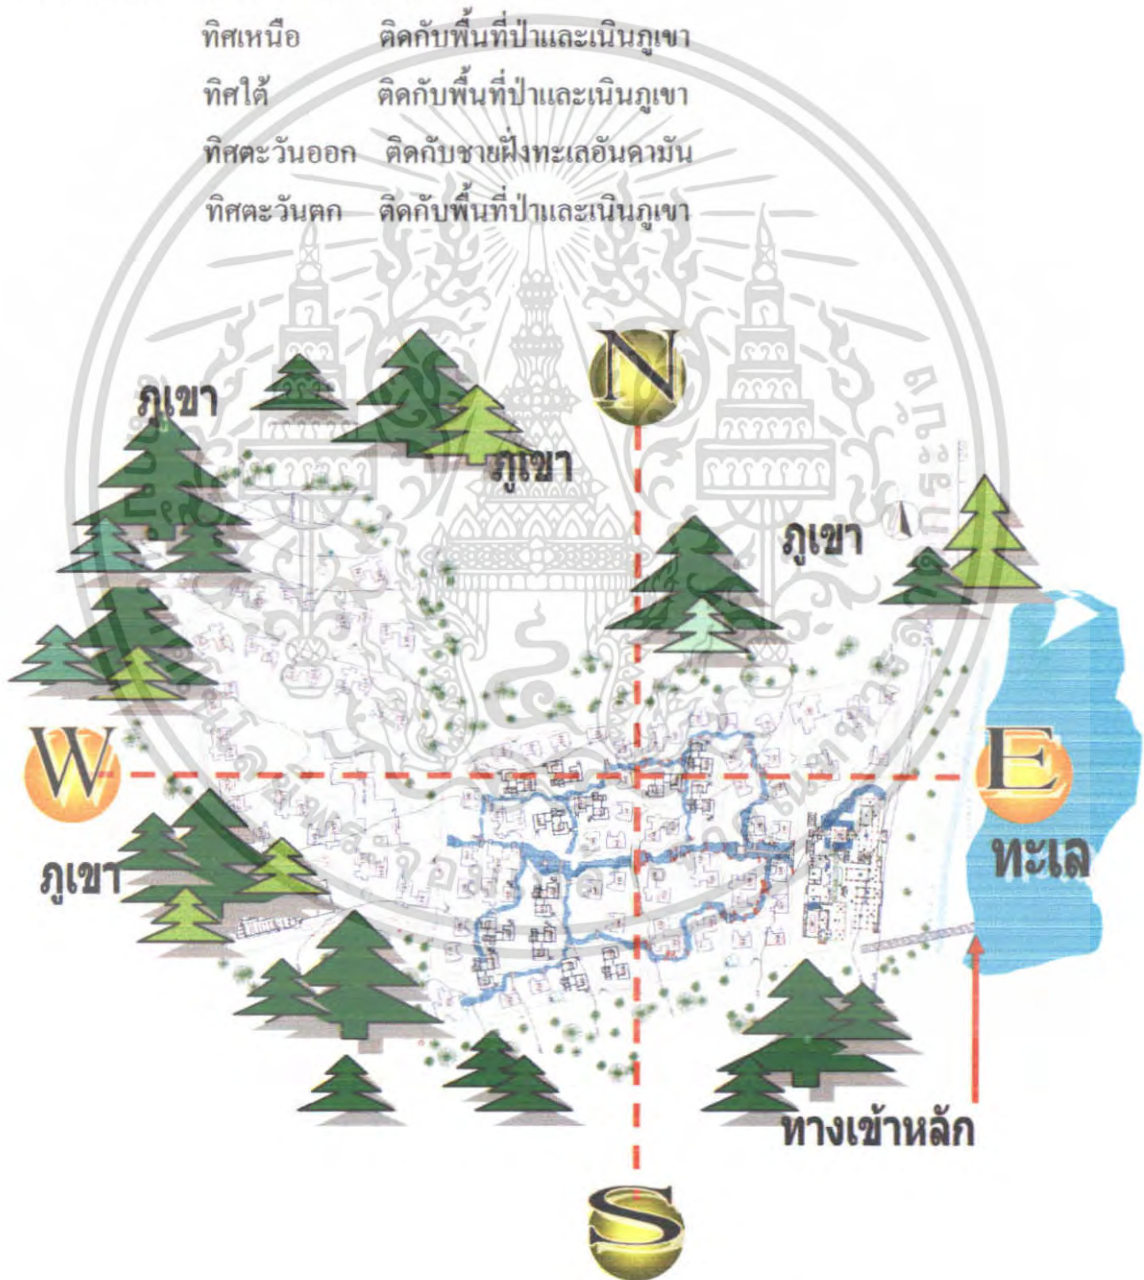 ทิศเหนือ ติดกับพื้นที่ป่าและเนินภูเขา
ทิศใต้ ติดกับพื้นที่ป่าและเนินภูเขา
ทิศตะวันออก ติดกับชายฝั่งทะเลอันดามัน
ทิศตะวันตก ติดกับพื้นที่ป่าและเนินภูเขา
N
ภูเขา
ภูเขา
ภูเขา
W
E
ทะเล
ภูเขา
ทางเข้าหลัก
S